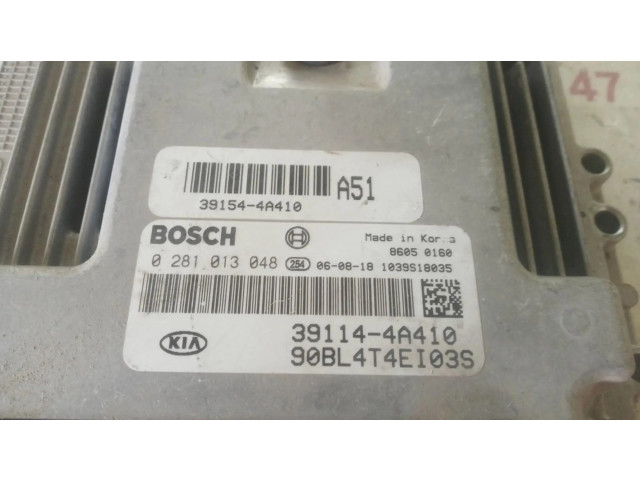 47
39154-4A410 A51
BOSCH Made in Kor
8605 0160
0 281 013 048 254 06-08-18 1039S18035
39114-4A410
KIA
90BL4T4EI03S